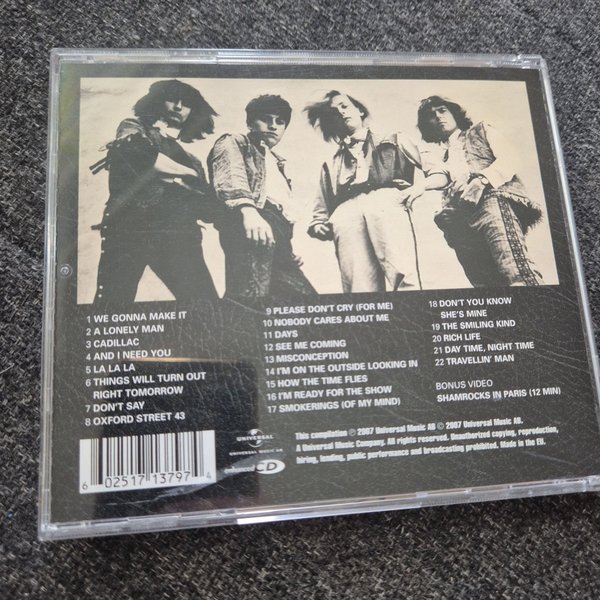 1 WE GONNA MAKE IT
2 A LONELY MAN
3 CADILLAC
4 AND I NEED YOU
5 LA LA LA
6 THINGS WILL TURN OUT
RIGHT TOMORROW
7 DON'T SAY
8 OXFORD STREET 43
9 PLEASE DON'T CRY (FOR ME)
10 NOBODY CARES ABOUT ME
11 DAYS
12 SEE ME COMING
13 MISCONCEPTION
14 I'M ON THE OUTSIDE LOOKING IN
15 HOW THE TIME FLIES
16 I'M READY FOR THE SHOW
17 SMOKERINGS (OF MY MIND)
18 DON'T YOU KNOW
SHE'S MINE
19 THE SMILING KIND
20 RICH LIFE
21 DAY TIME, NIGHT TIME
22 TRAVELLIN' MAN
BONUS VIDEO
SHAMROCKS IN PARIS (12 MIN)
6 02517 13797 4
UNIVERSAL
UNIVERSAL MUSIC AB
enhanced CD
This compilation ℗ 2007 Universal Music AB © 2007 Universal Music AB.
A Universal Music Company. All rights reserved. Unauthorized copying, reproduction,
hiring, lending, public performance and broadcasting prohibited. Made in the EU.